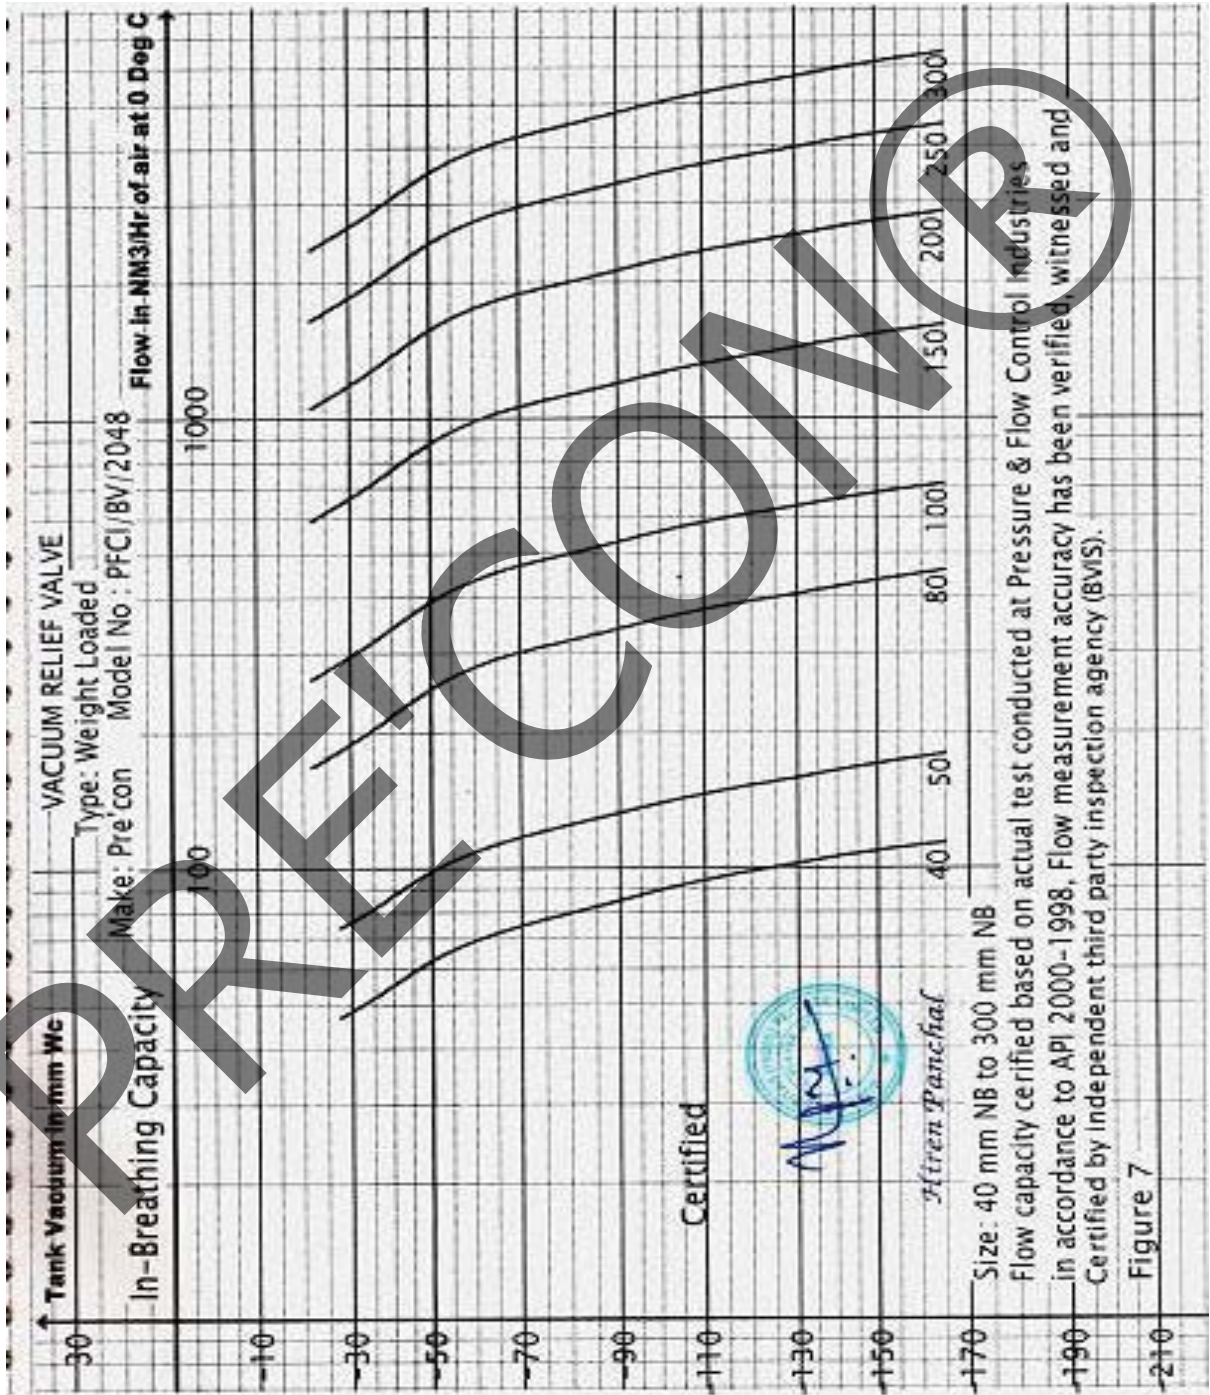 Tank Vacuum in mm Wc
30
VACUUM RELIEF VALVE
Type: Weight Loaded
Make: Pre'con Model No : PFCI/BV/2048
In-Breathing Capacity
Flow In NM3/Hr of air at 0 Deg C
100
1000
-10
-30
-50
-70
-90
-110
-130
-150
-170
-190
-210
40
50
80
100
150
200
250
300
Certified
Hiren Panchal
Size: 40 mm NB to 300 mm NB
Flow capacity cerified based on actual test conducted at Pressure & Flow Control Industries
in accordance to API 2000-1998, Flow measurement accuracy has been verified, witnessed and
Certified by Independent third party inspection agency (BVIS).
Figure 7
PRE'CON®